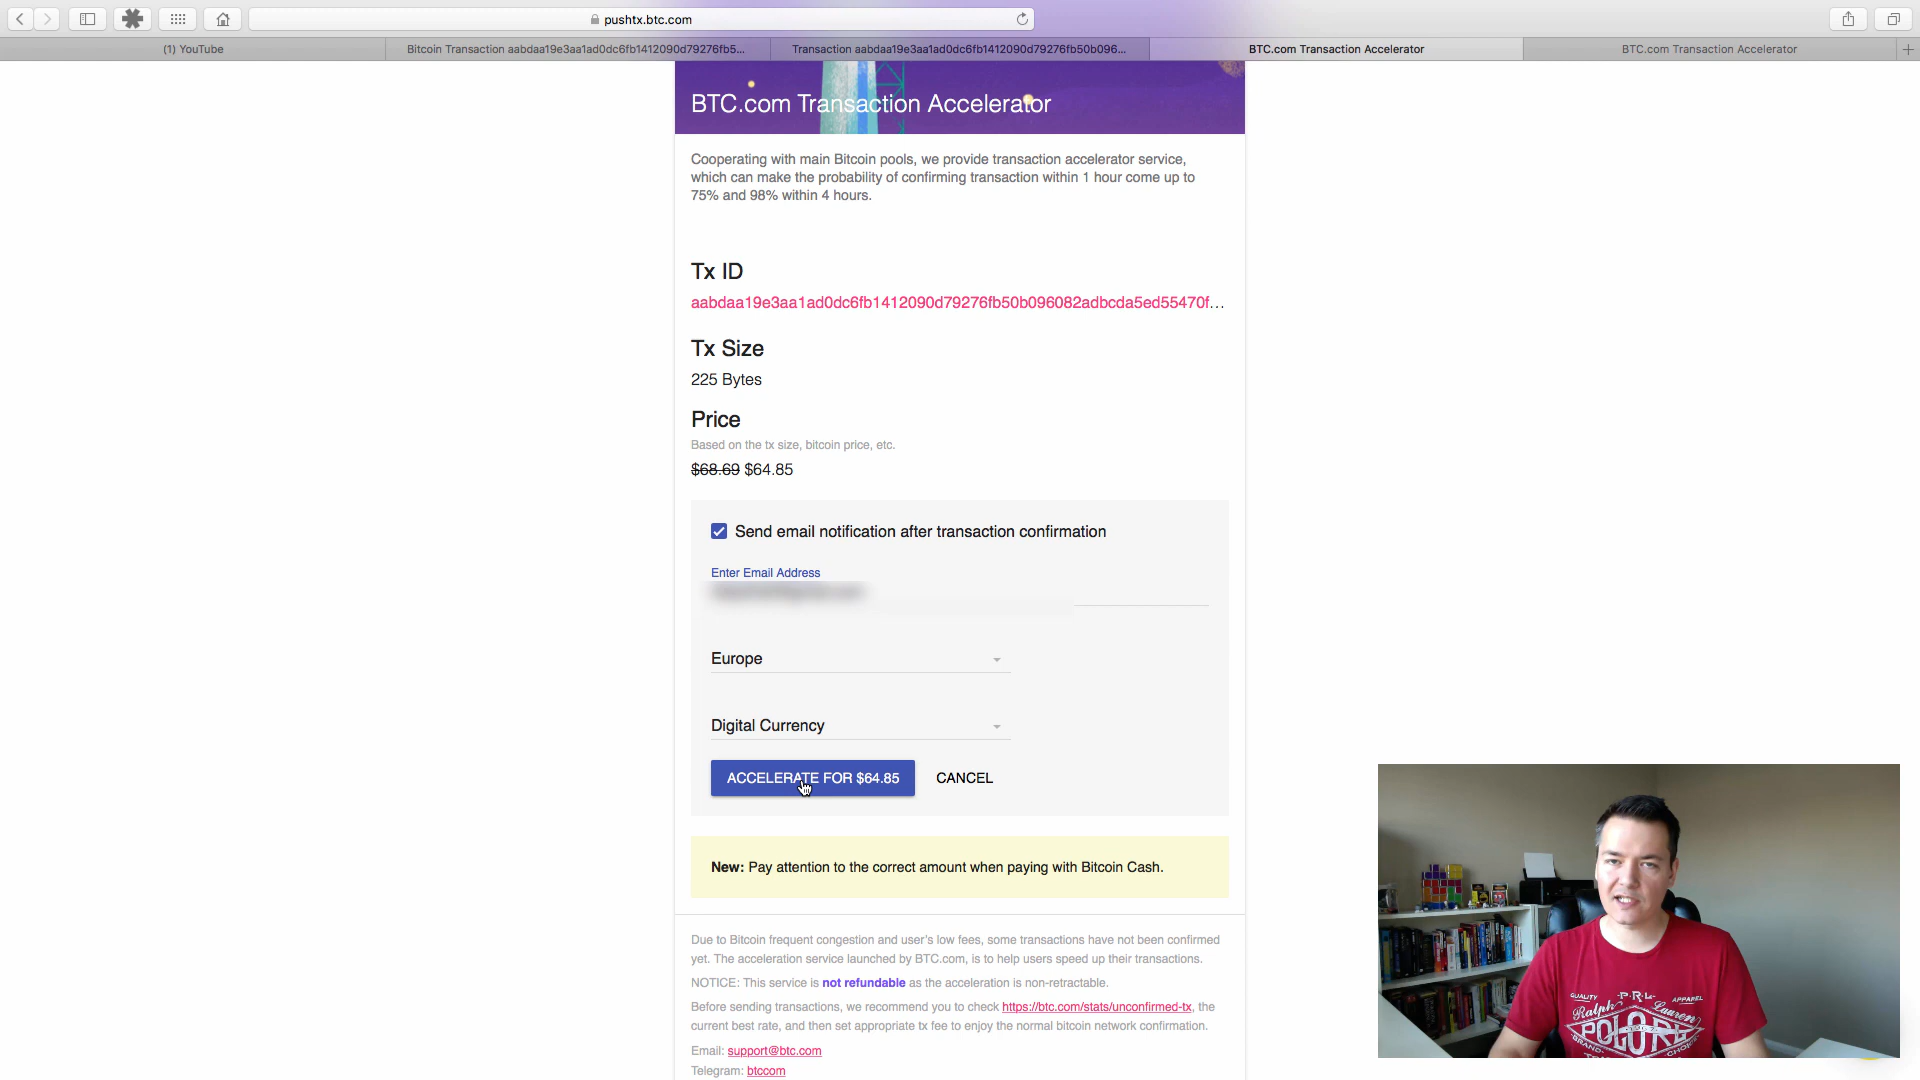 pushtx.btc.com
(1) YouTube
Bitcoin Transaction aabdaa19e3aa1ad0dc6fb1412090d79276fb5...
Transaction aabdaa19e3aa1ad0dc6fb1412090d79276fb50b096...
BTC.com Transaction Accelerator
BTC.com Transaction Accelerator
BTC.com Transaction Accelerator
Cooperating with main Bitcoin pools, we provide transaction accelerator service,
which can make the probability of confirming transaction within 1 hour come up to
75% and 98% within 4 hours.
Tx ID
aabdaa19e3aa1ad0dc6fb1412090d79276fb50b096082adbcda5ed55470f...
Tx Size
225 Bytes
Price
Based on the tx size, bitcoin price, etc.
$68.69 $64.85
Send email notification after transaction confirmation
Enter Email Address
Europe
Digital Currency
ACCELERATE FOR $64.85 CANCEL
New: Pay attention to the correct amount when paying with Bitcoin Cash.
Due to Bitcoin frequent congestion and user's low fees, some transactions have not been confirmed
yet. The acceleration service launched by BTC.com, is to help users speed up their transactions.
NOTICE: This service is not refundable as the acceleration is non-retractable.
Before sending transactions, we recommend you to check https://btc.com/stats/unconfirmed-tx, the
current best rate, and then set appropriate tx fee to enjoy the normal bitcoin network confirmation.
Email: support@btc.com
Telegram: btccom
QUALITY -P·R·L- APPAREL
Ralph Lauren